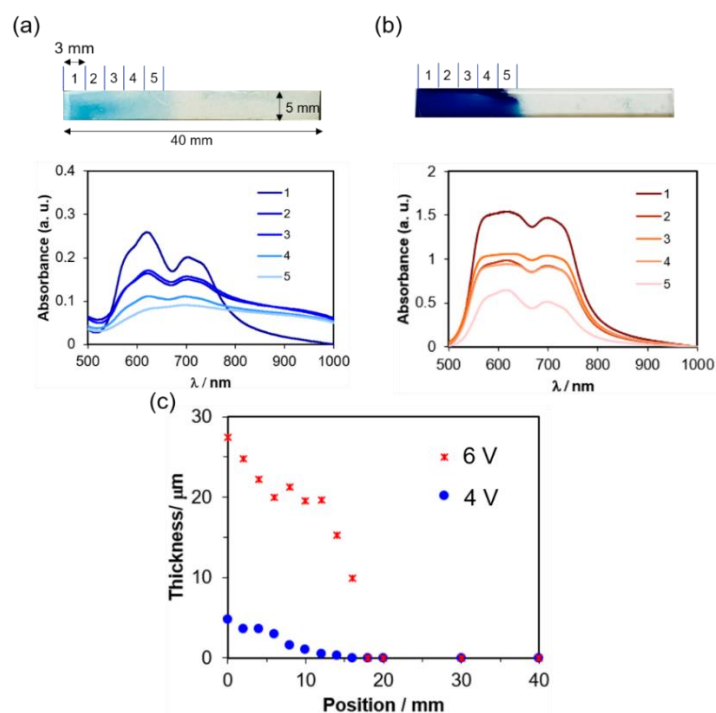 (a)
3 mm
1 2 3 4 5
5 mm
40 mm
Absorbance (a. u.)
0.4
0.3
0.2
0.1
0
500 600 700 800 900 1000
λ / nm
1
2
3
4
5
(b)
1 2 3 4 5
Absorbance (a. u.)
2
1.5
1
0.5
0
500 600 700 800 900 1000
λ / nm
1
2
3
4
5
(c)
Thickness/ μm
30
20
10
0
0 10 20 30 40
Position / mm
6 V
4 V